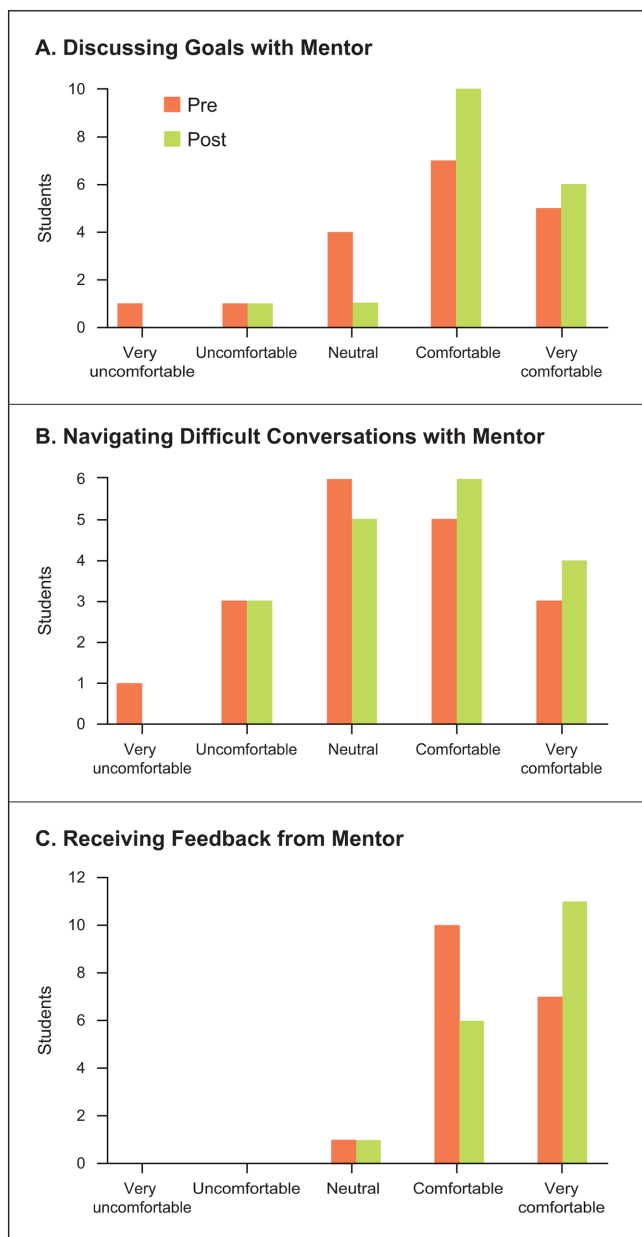 A. Discussing Goals with Mentor
10
8
6
4
2
0
Students
Pre
Post
Very
uncomfortable
Uncomfortable
Neutral
Comfortable
Very
comfortable
B. Navigating Difficult Conversations with Mentor
6
5
4
3
2
1
0
Students
Very
uncomfortable
Uncomfortable
Neutral
Comfortable
Very
comfortable
C. Receiving Feedback from Mentor
12
10
8
6
4
2
0
Students
Very
uncomfortable
Uncomfortable
Neutral
Comfortable
Very
comfortable